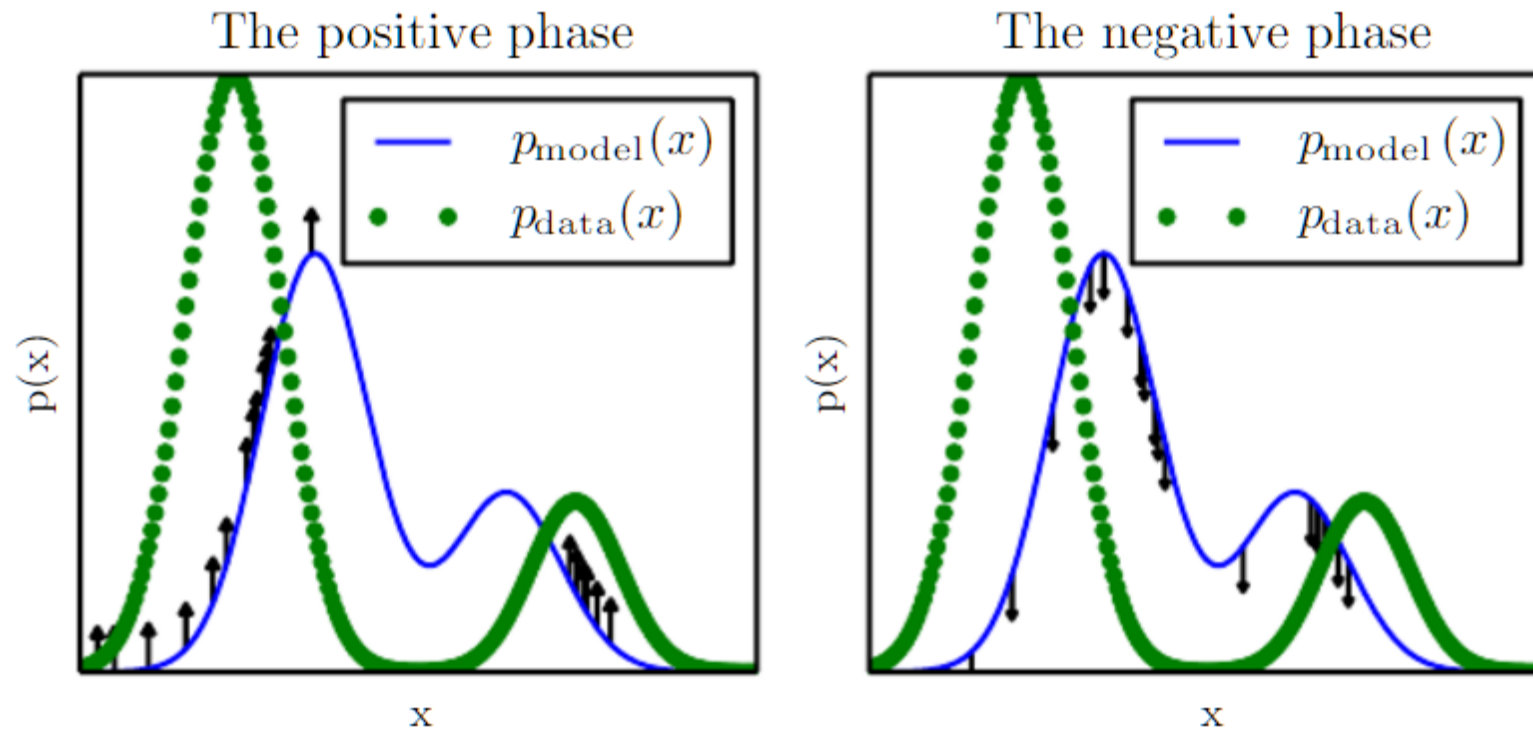 The positive phase
p_model(x)
p_data(x)
p(x)
x
The negative phase
p_model(x)
p_data(x)
p(x)
x